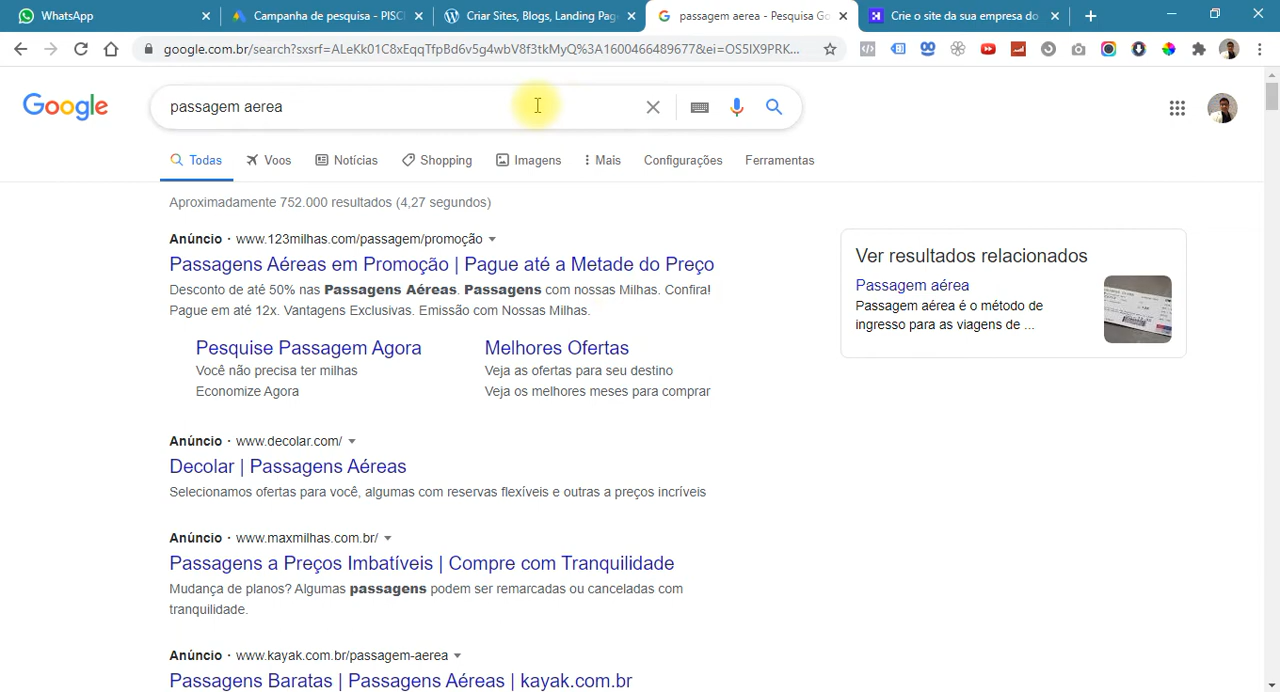 WhatsApp
Campanha de pesquisa - PISCI
Criar Sites, Blogs, Landing Page
passagem aerea - Pesquisa Go
Crie o site da sua empresa do
google.com.br/search?sxsrf=ALeKk01C8xEqqTfpBd6v5g4wbV8f3tkMyQ%3A1600466489677&ei=OS5lX9PRK...
Google
passagem aerea
Todas
Voos
Notícias
Shopping
Imagens
Mais
Configurações
Ferramentas
Aproximadamente 752.000 resultados (4,27 segundos)
Anúncio · www.123milhas.com/passagem/promoção
Passagens Aéreas em Promoção | Pague até a Metade do Preço
Desconto de até 50% nas Passagens Aéreas. Passagens com nossas Milhas. Confira!
Pague em até 12x. Vantagens Exclusivas. Emissão com Nossas Milhas.
Pesquise Passagem Agora
Você não precisa ter milhas
Economize Agora
Melhores Ofertas
Veja as ofertas para seu destino
Veja os melhores meses para comprar
Anúncio · www.decolar.com/
Decolar | Passagens Aéreas
Selecionamos ofertas para você, algumas com reservas flexíveis e outras a preços incríveis
Anúncio · www.maxmilhas.com.br/
Passagens a Preços Imbatíveis | Compre com Tranquilidade
Mudança de planos? Algumas passagens podem ser remarcadas ou canceladas com
tranquilidade.
Anúncio · www.kayak.com.br/passagem-aerea
Passagens Baratas | Passagens Aéreas | kayak.com.br
Ver resultados relacionados
Passagem aérea
Passagem aérea é o método de
ingresso para as viagens de ...